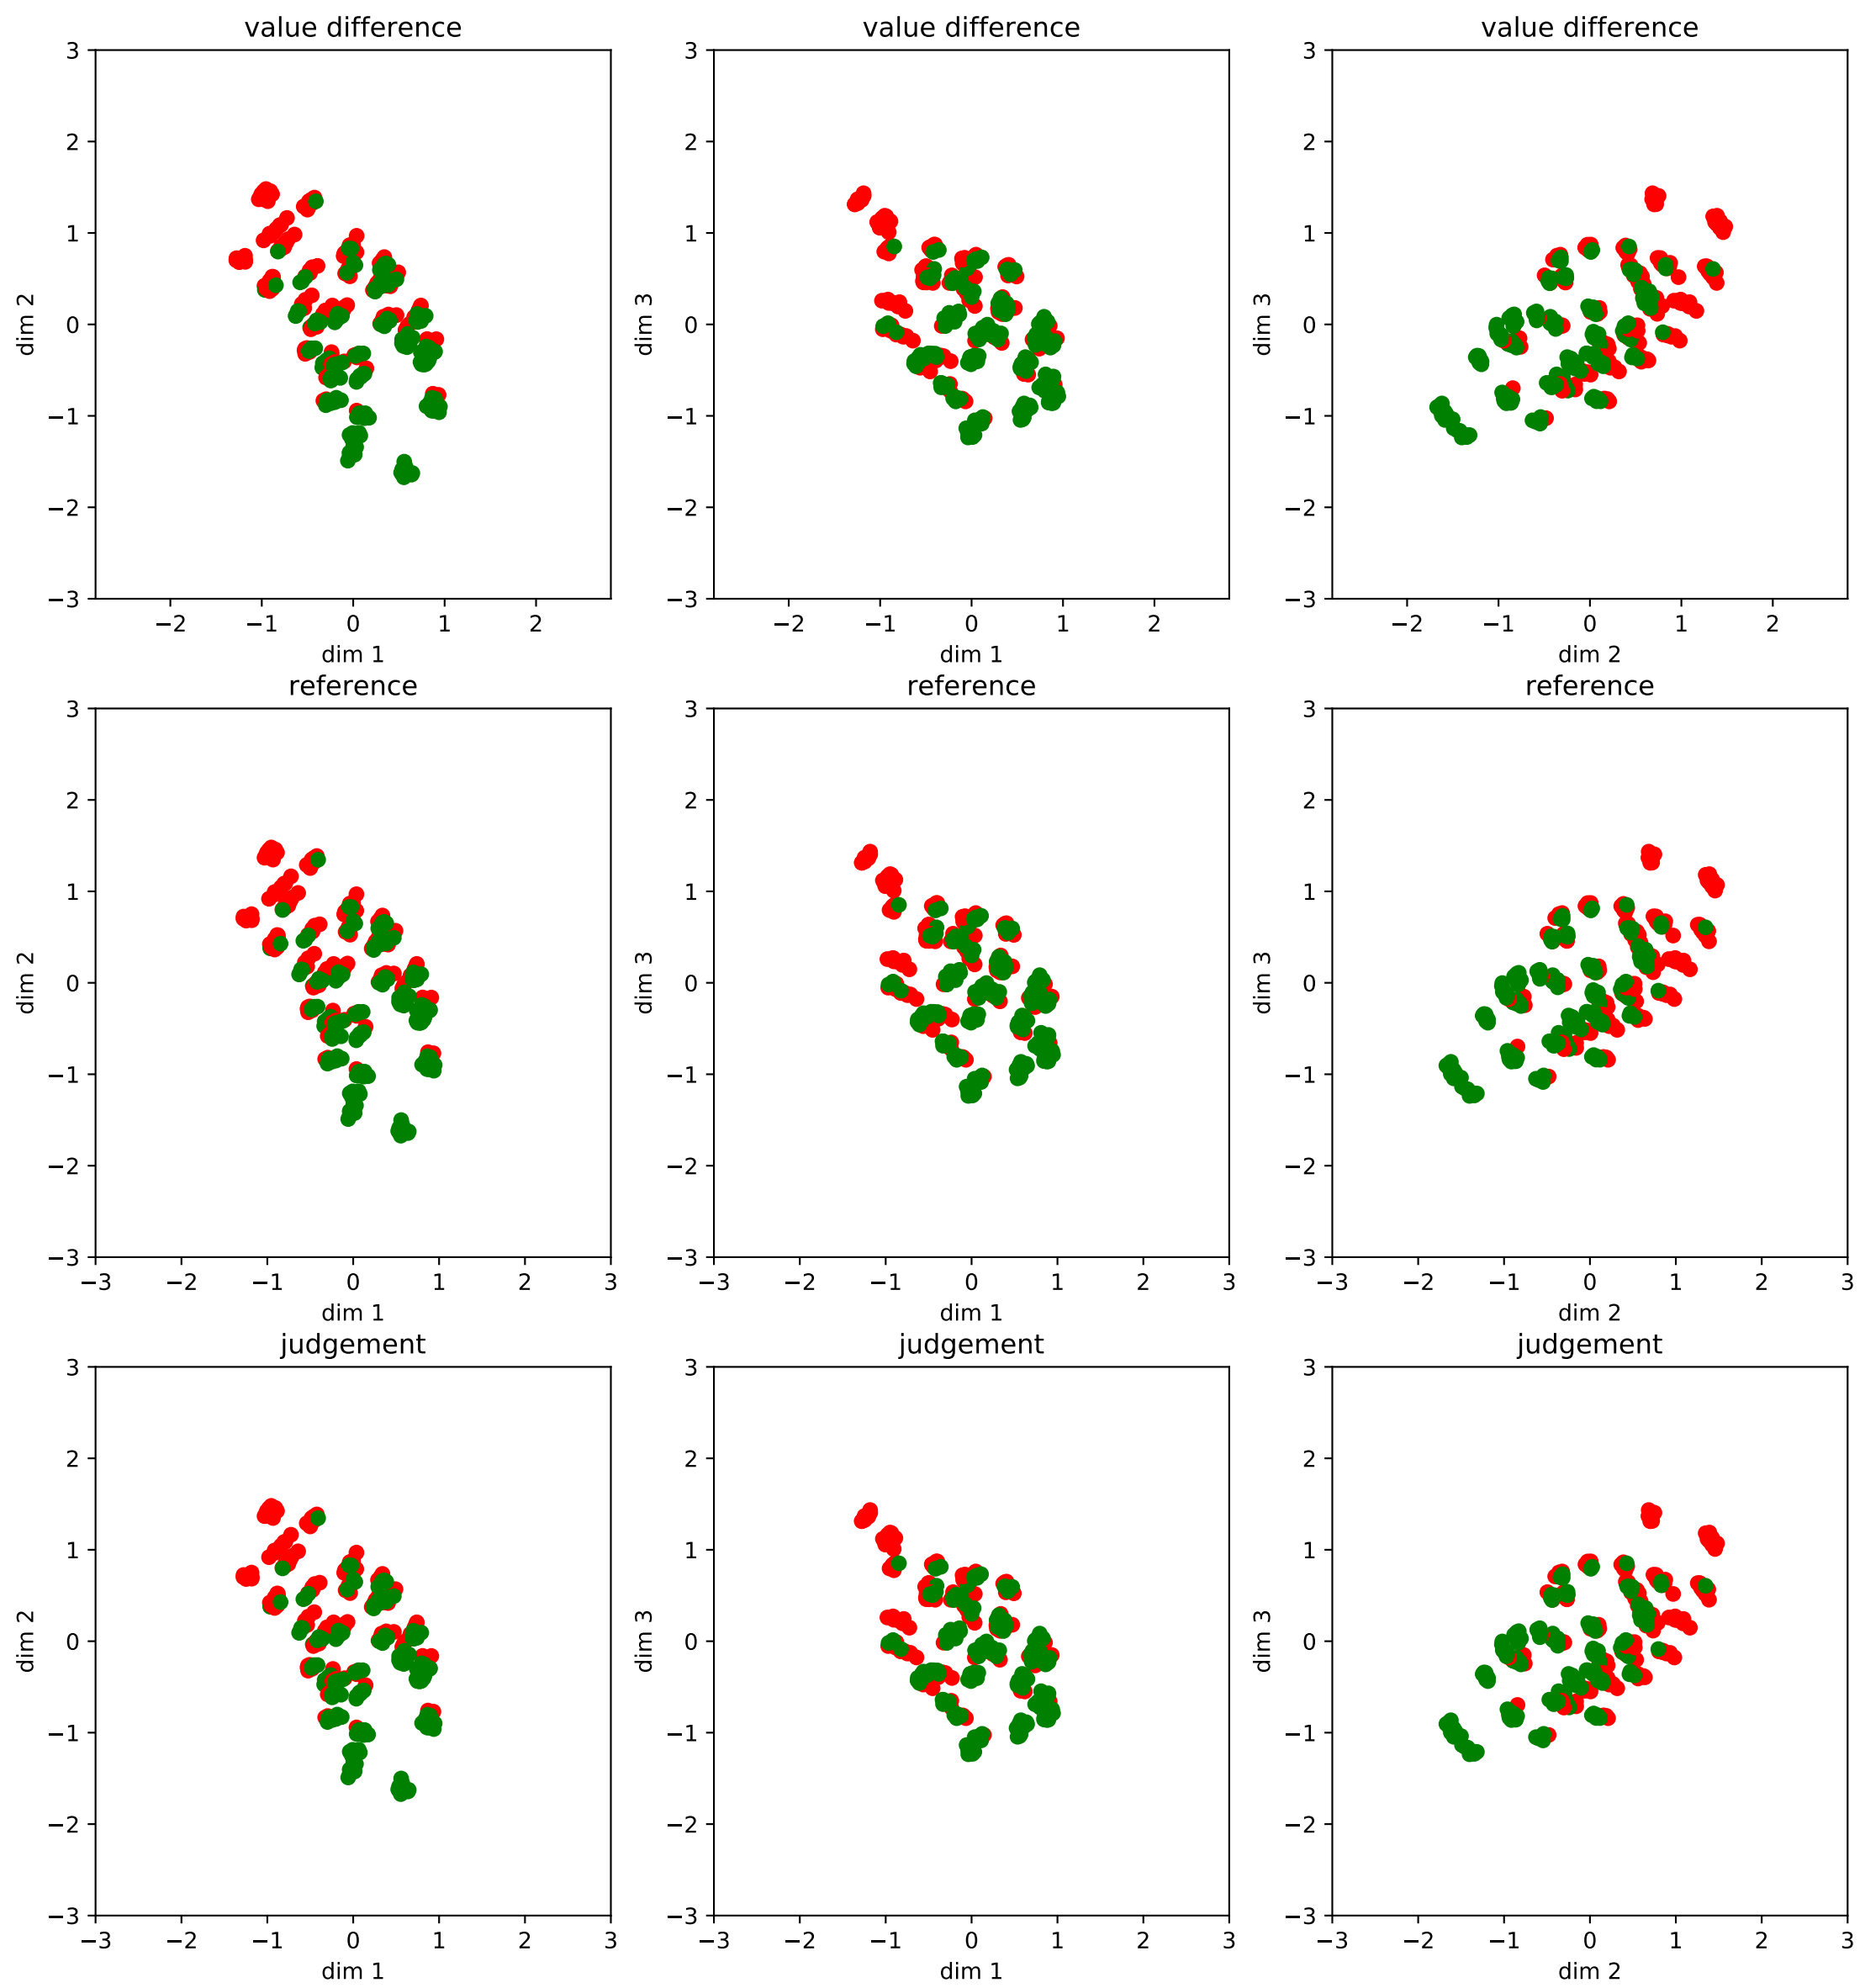 value difference value difference value difference
3 3 3
2 2 2
1 1 1
dim 2 0 dim 3 0 dim 3 0
−1 −1 −1
−2 −2 −2
−3 −3 −3
−2 −1 0 1 2 −2 −1 0 1 2 −2 −1 0 1 2
dim 1 dim 1 dim 2
reference reference reference
3 3 3
2 2 2
1 1 1
dim 2 0 dim 3 0 dim 3 0
−1 −1 −1
−2 −2 −2
−3 −3 −3
−3 −2 −1 0 1 2 3 −3 −2 −1 0 1 2 3 −3 −2 −1 0 1 2 3
dim 1 dim 1 dim 2
judgement judgement judgement
3 3 3
2 2 2
1 1 1
dim 2 0 dim 3 0 dim 3 0
−1 −1 −1
−2 −2 −2
−3 −3 −3
−3 −2 −1 0 1 2 3 −3 −2 −1 0 1 2 3 −3 −2 −1 0 1 2 3
dim 1 dim 1 dim 2